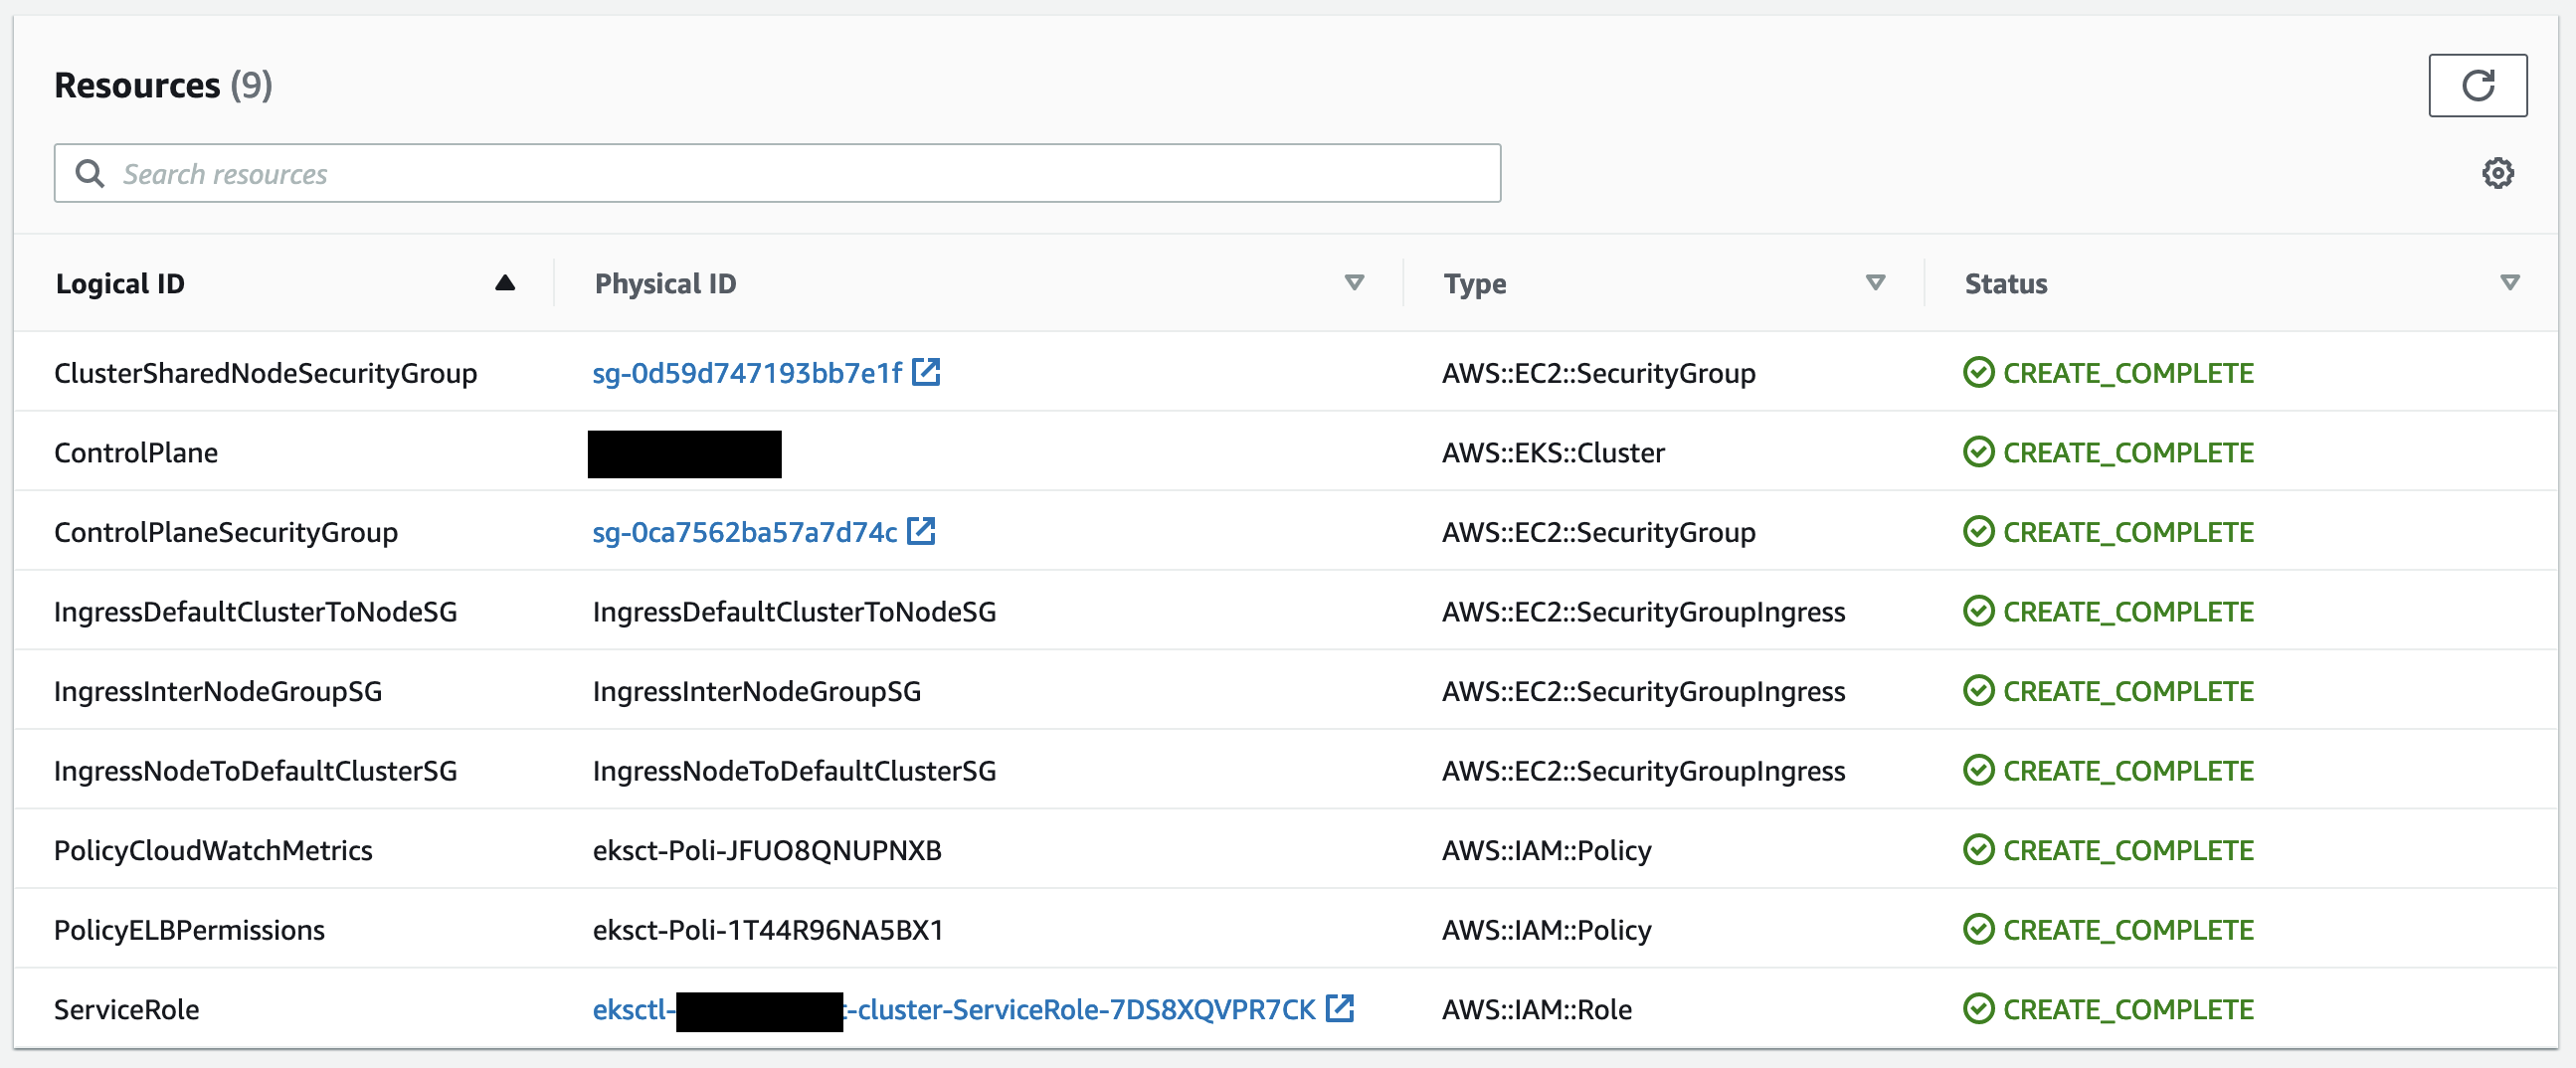 Resources (9)
Search resources
Logical ID Physical ID Type Status
ClusterSharedNodeSecurityGroup sg-0d59d747193bb7e1f AWS::EC2::SecurityGroup CREATE_COMPLETE
ControlPlane AWS::EKS::Cluster CREATE_COMPLETE
ControlPlaneSecurityGroup sg-0ca7562ba57a7d74c AWS::EC2::SecurityGroup CREATE_COMPLETE
IngressDefaultClusterToNodeSG IngressDefaultClusterToNodeSG AWS::EC2::SecurityGroupIngress CREATE_COMPLETE
IngressInterNodeGroupSG IngressInterNodeGroupSG AWS::EC2::SecurityGroupIngress CREATE_COMPLETE
IngressNodeToDefaultClusterSG IngressNodeToDefaultClusterSG AWS::EC2::SecurityGroupIngress CREATE_COMPLETE
PolicyCloudWatchMetrics eksct-Poli-JFUO8QNUPNXB AWS::IAM::Policy CREATE_COMPLETE
PolicyELBPermissions eksct-Poli-1T44R96NA5BX1 AWS::IAM::Policy CREATE_COMPLETE
ServiceRole eksctl- -cluster-ServiceRole-7DS8XQVPR7CK AWS::IAM::Role CREATE_COMPLETE